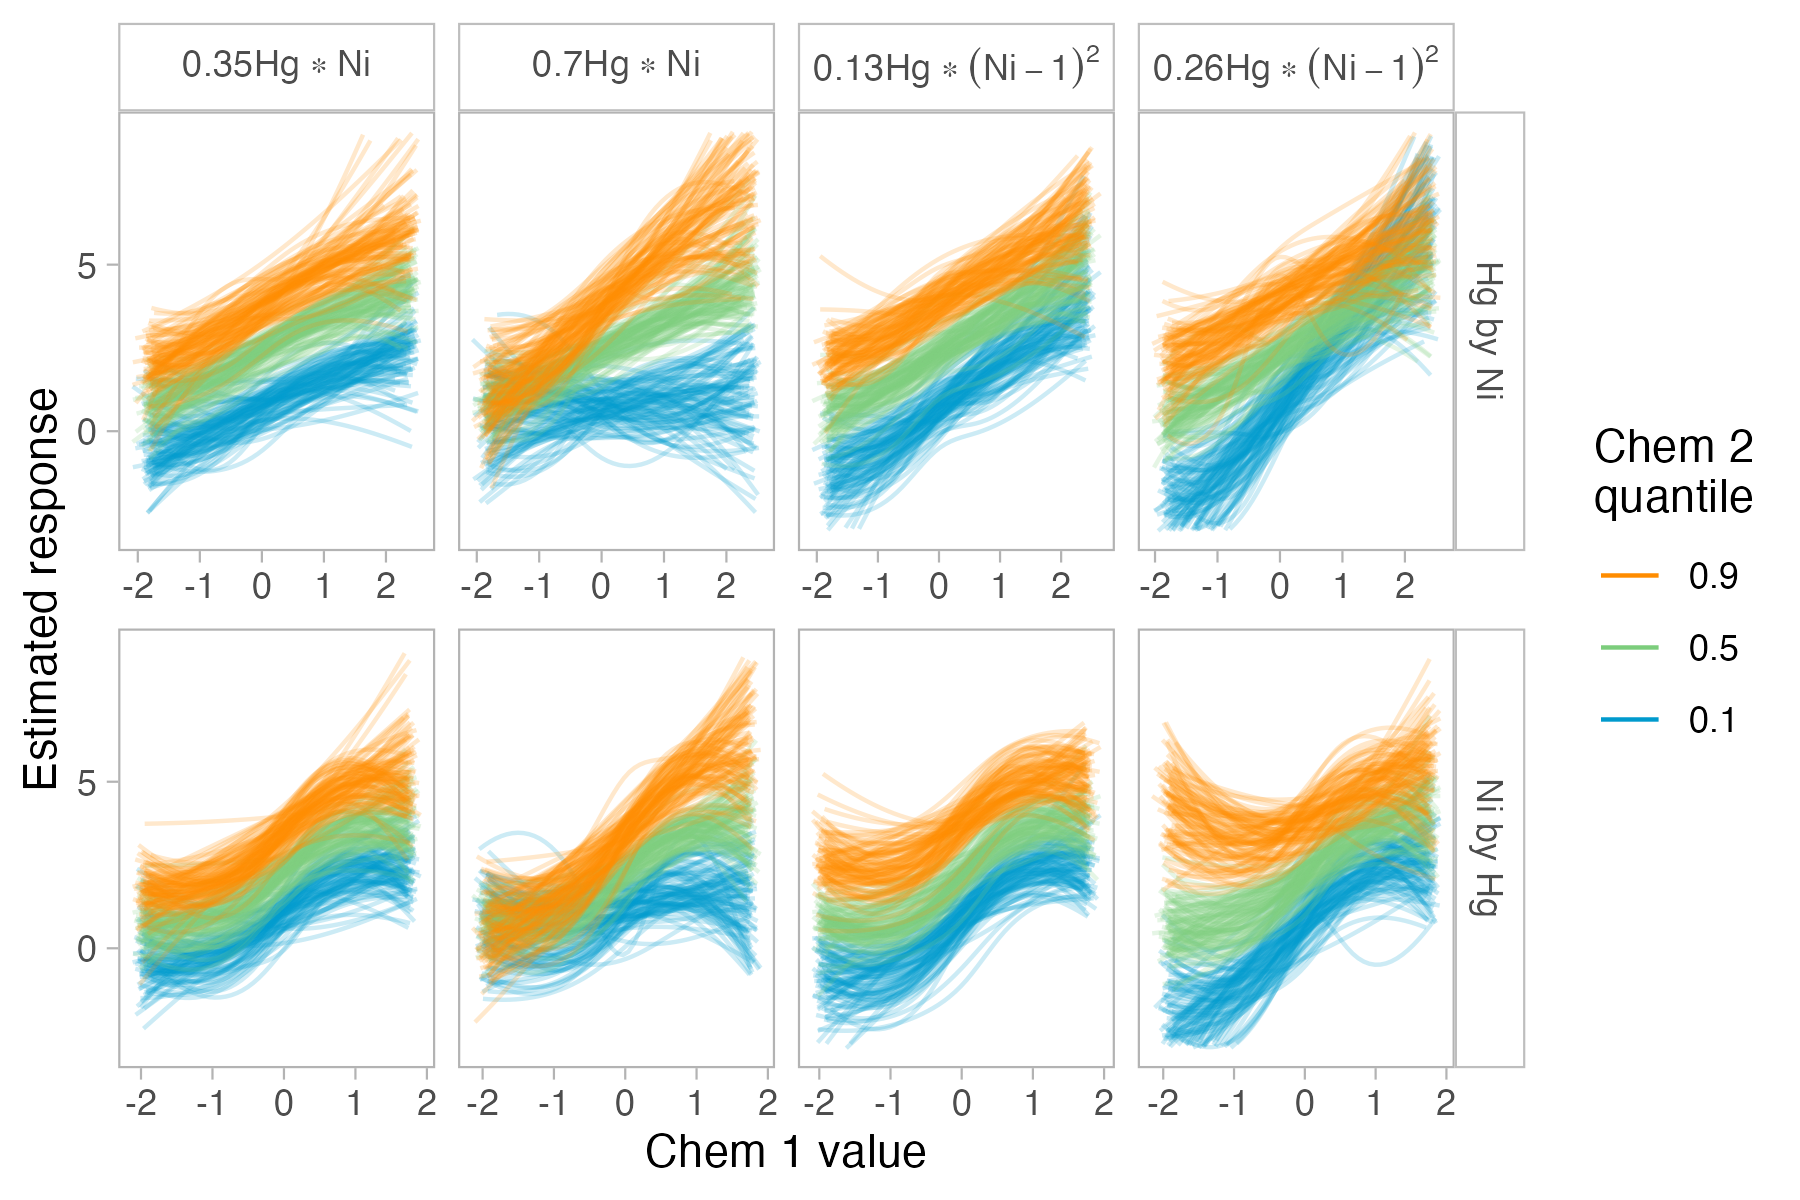 0.35Hg ∗ Ni
0.7Hg ∗ Ni
0.13Hg ∗ (Ni − 1)²
0.26Hg ∗ (Ni − 1)²
Estimated response
5
0
-2 -1 0 1 2
-2 -1 0 1 2
-2 -1 0 1 2
-2 -1 0 1 2
Hg by Ni
5
0
-2 -1 0 1 2
-2 -1 0 1 2
-2 -1 0 1 2
-2 -1 0 1 2
Ni by Hg
Chem 1 value
Chem 2
quantile
0.9
0.5
0.1